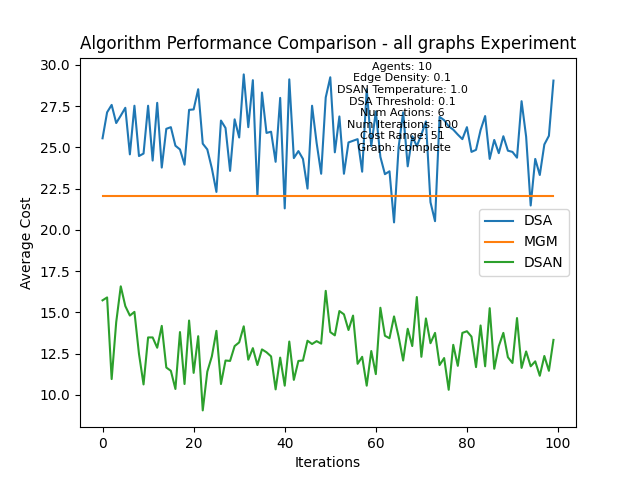 Algorithm Performance Comparison - all graphs Experiment
Agents: 10
Edge Density: 0.1
DSAN Temperature: 1.0
DSA Threshold: 0.1
Num Actions: 6
Num Iterations: 100
Cost Range: 51
Graph: complete
30.0
27.5
25.0
22.5
20.0
17.5
15.0
12.5
10.0
Average Cost
DSA
MGM
DSAN
0
20
40
60
80
100
Iterations